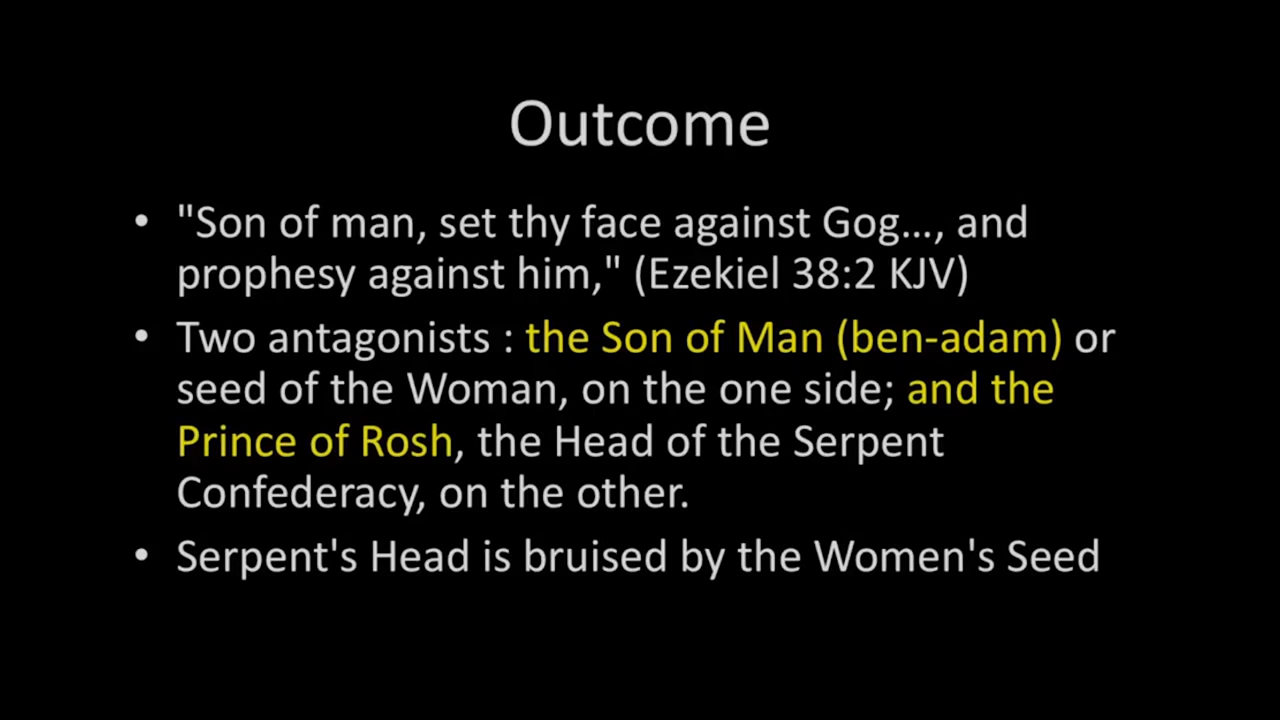 Outcome
• "Son of man, set thy face against Gog…, and
prophesy against him," (Ezekiel 38:2 KJV)
• Two antagonists : the Son of Man (ben-adam) or
seed of the Woman, on the one side; and the
Prince of Rosh, the Head of the Serpent
Confederacy, on the other.
• Serpent's Head is bruised by the Women's Seed